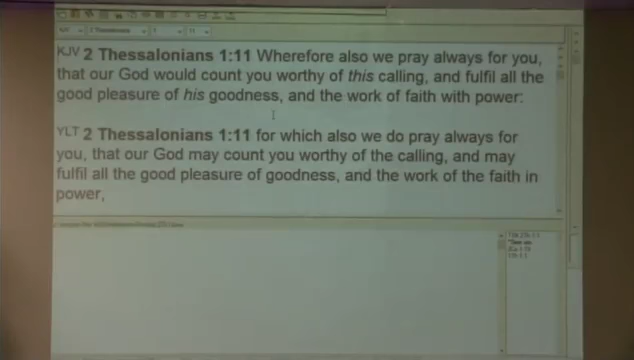 KJV 2 Thessalonians 1:11 Wherefore also we pray always for you,
that our God would count you worthy of this calling, and fulfil all the
good pleasure of his goodness, and the work of faith with power:
YLT 2 Thessalonians 1:11 for which also we do pray always for
you, that our God may count you worthy of the calling, and may
fulfil all the good pleasure of goodness, and the work of the faith in
power,